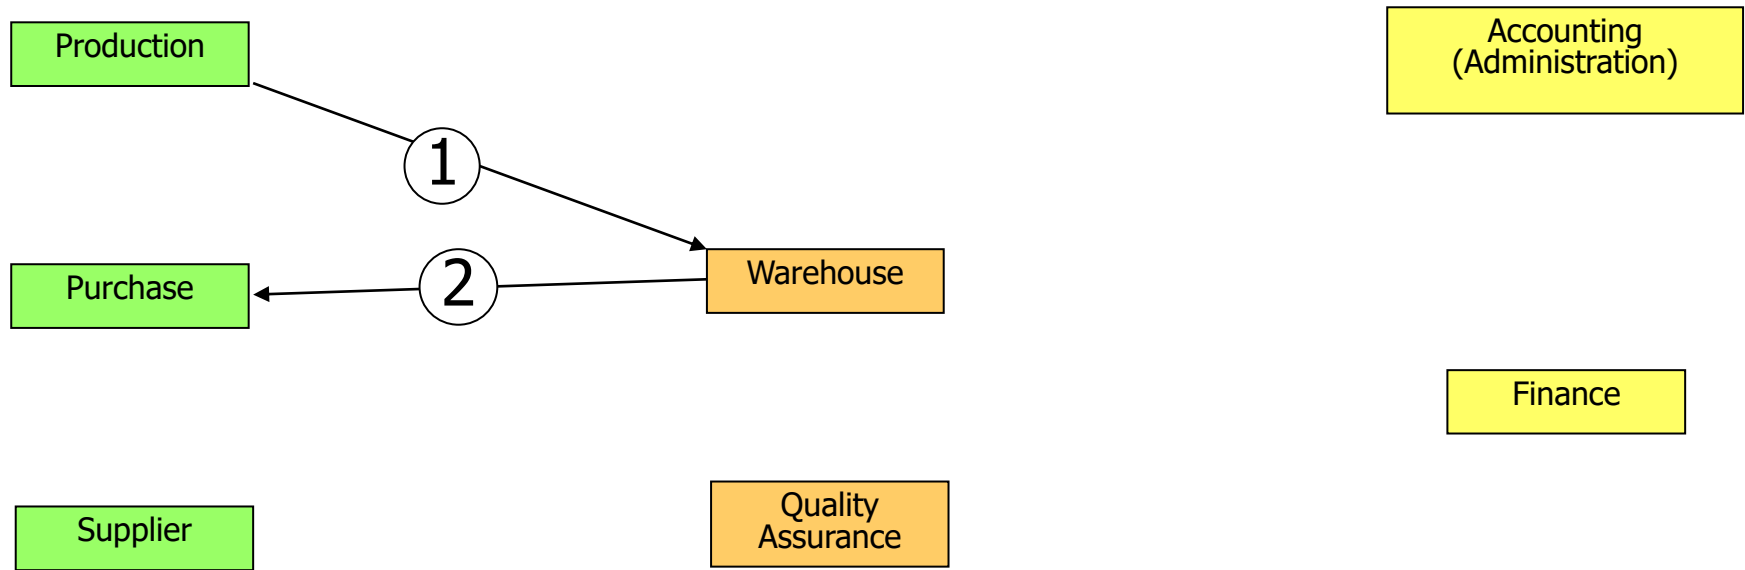 Production
Accounting
(Administration)
1
Purchase
2
Warehouse
Finance
Supplier
Quality
Assurance